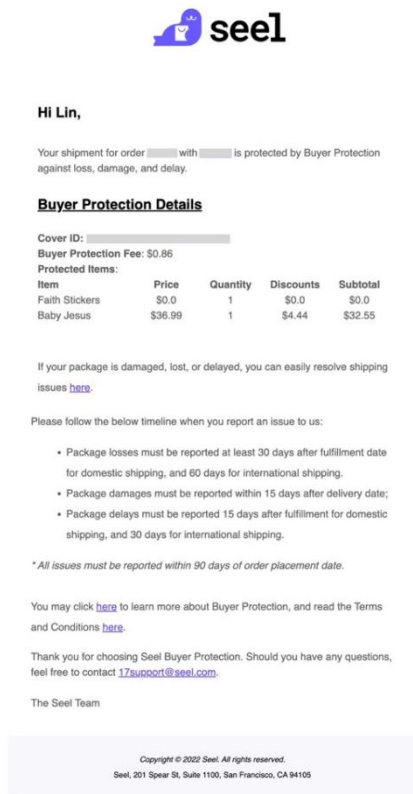 seel
Hi Lin,
Your shipment for order with is protected by Buyer Protection
against loss, damage, and delay.
Buyer Protection Details
Cover ID:
Buyer Protection Fee: $0.86
Protected Items:
Item Price Quantity Discounts Subtotal
Faith Stickers $0.0 1 $0.0 $0.0
Baby Jesus $36.99 1 $4.44 $32.55
If your package is damaged, lost, or delayed, you can easily resolve shipping
issues here.
Please follow the below timeline when you report an issue to us:
• Package losses must be reported at least 30 days after fulfillment date
for domestic shipping, and 60 days for international shipping.
• Package damages must be reported within 15 days after delivery date;
• Package delays must be reported 15 days after fulfillment for domestic
shipping, and 30 days for international shipping.
* All issues must be reported within 90 days of order placement date.
You may click here to learn more about Buyer Protection, and read the Terms
and Conditions here.
Thank you for choosing Seel Buyer Protection. Should you have any questions,
feel free to contact 17support@seel.com.
The Seel Team
Copyright © 2022 Seel. All rights reserved.
Seel, 201 Spear St, Suite 1100, San Francisco, CA 94105